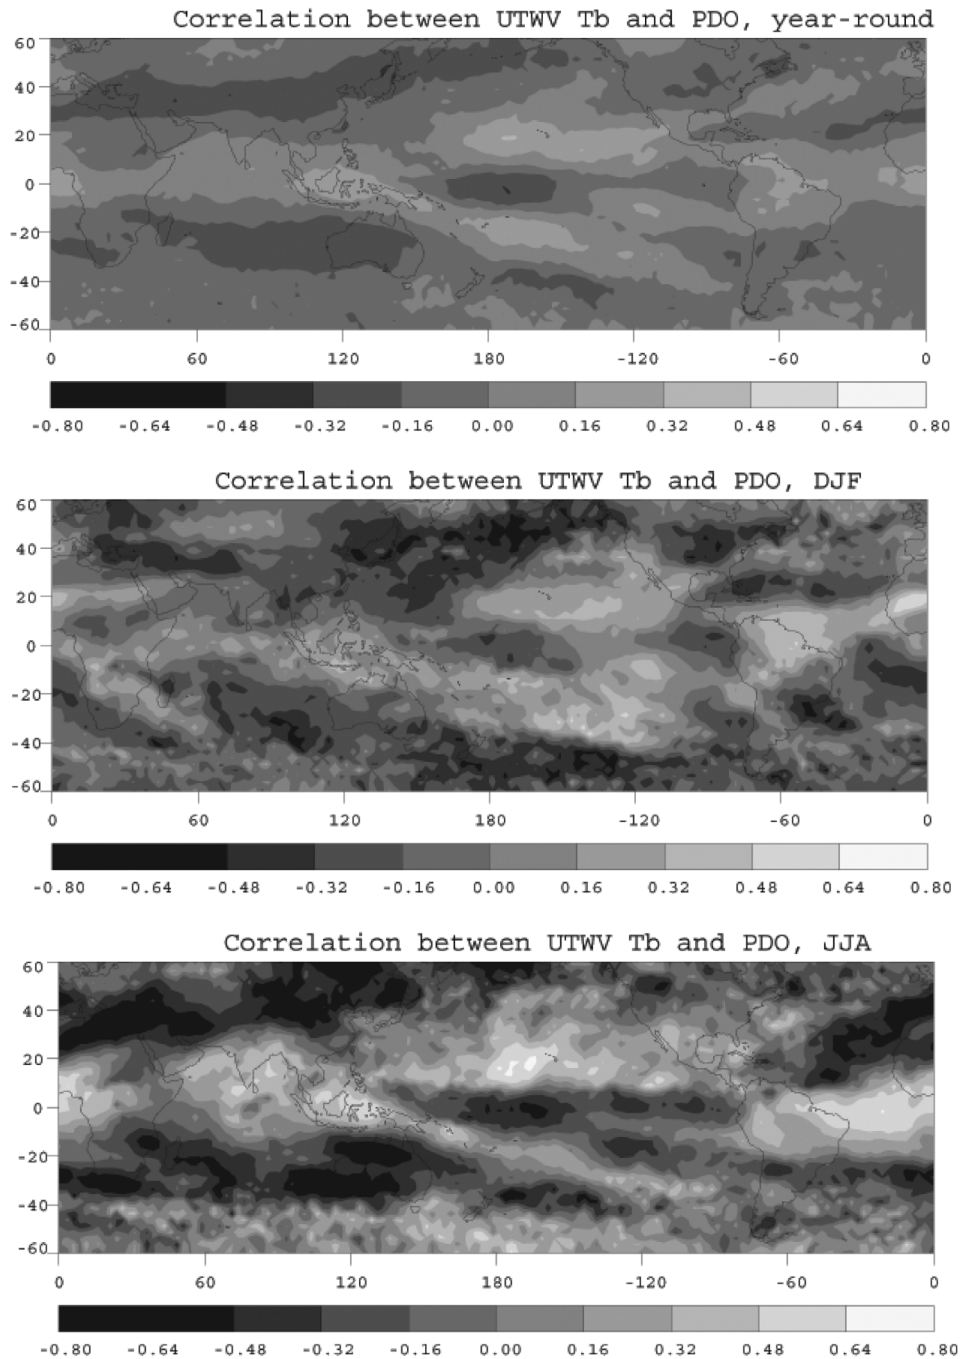 Correlation between UTWV Tb and PDO, year-round
60
40
20
0
-20
-40
-60
0 60 120 180 -120 -60 0
-0.80 -0.64 -0.48 -0.32 -0.16 0.00 0.16 0.32 0.48 0.64 0.80
Correlation between UTWV Tb and PDO, DJF
60
40
20
0
-20
-40
-60
0 60 120 180 -120 -60 0
-0.80 -0.64 -0.48 -0.32 -0.16 0.00 0.16 0.32 0.48 0.64 0.80
Correlation between UTWV Tb and PDO, JJA
60
40
20
0
-20
-40
-60
0 60 120 180 -120 -60 0
-0.80 -0.64 -0.48 -0.32 -0.16 0.00 0.16 0.32 0.48 0.64 0.80